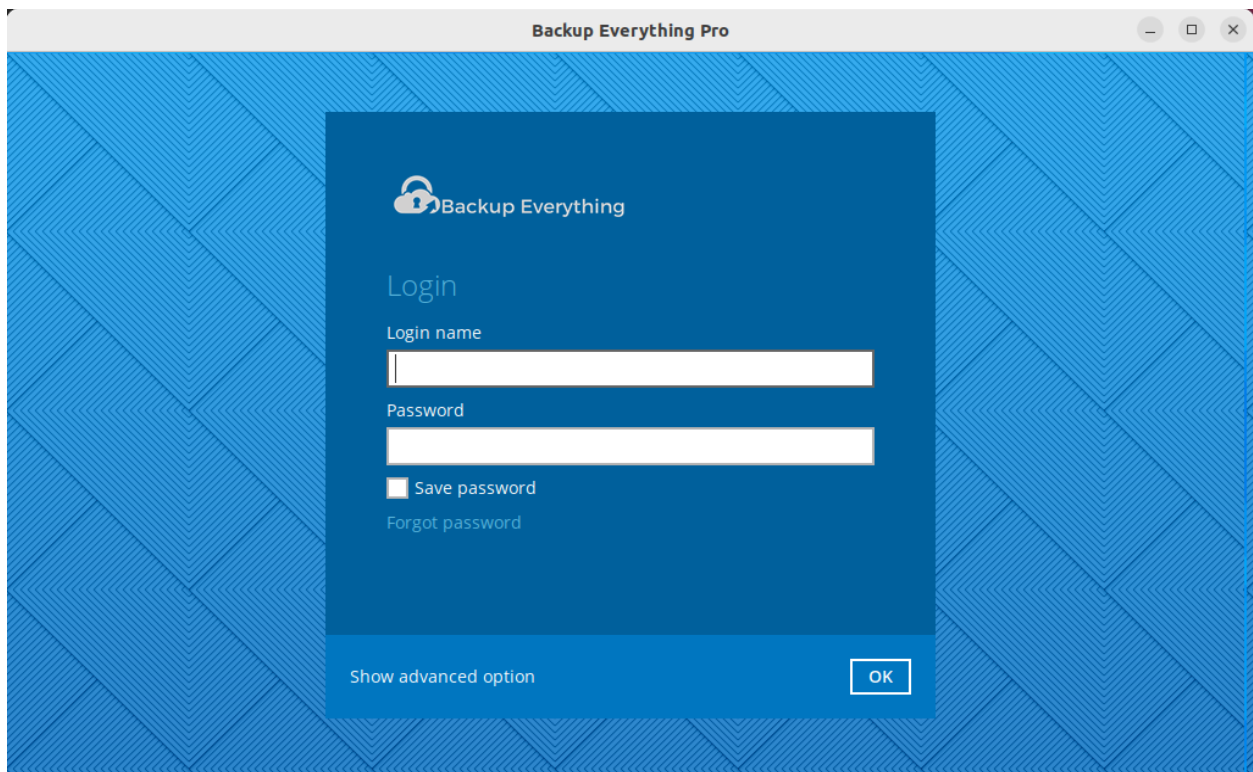 Backup Everything Pro
Backup Everything
Login
Login name
Password
Save password
Forgot password
Show advanced option
OK